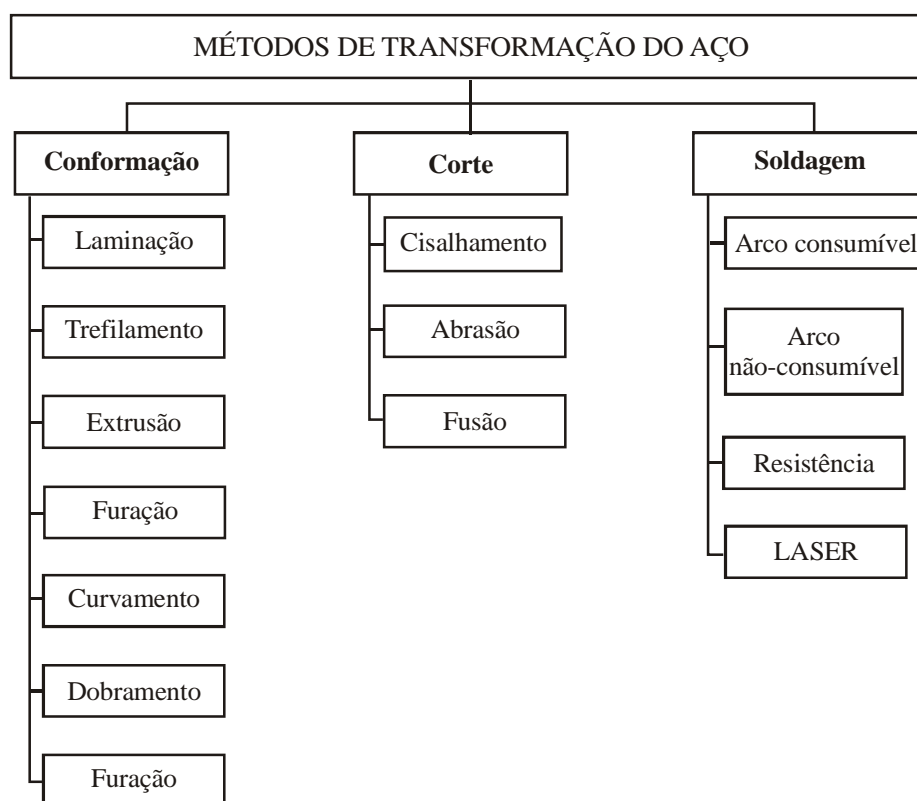 MÉTODOS DE TRANSFORMAÇÃO DO AÇO
Conformação
Laminação
Trefilamento
Extrusão
Furação
Curvamento
Dobramento
Furação
Corte
Cisalhamento
Abrasão
Fusão
Soldagem
Arco consumível
Arco
não-consumível
Resistência
LASER